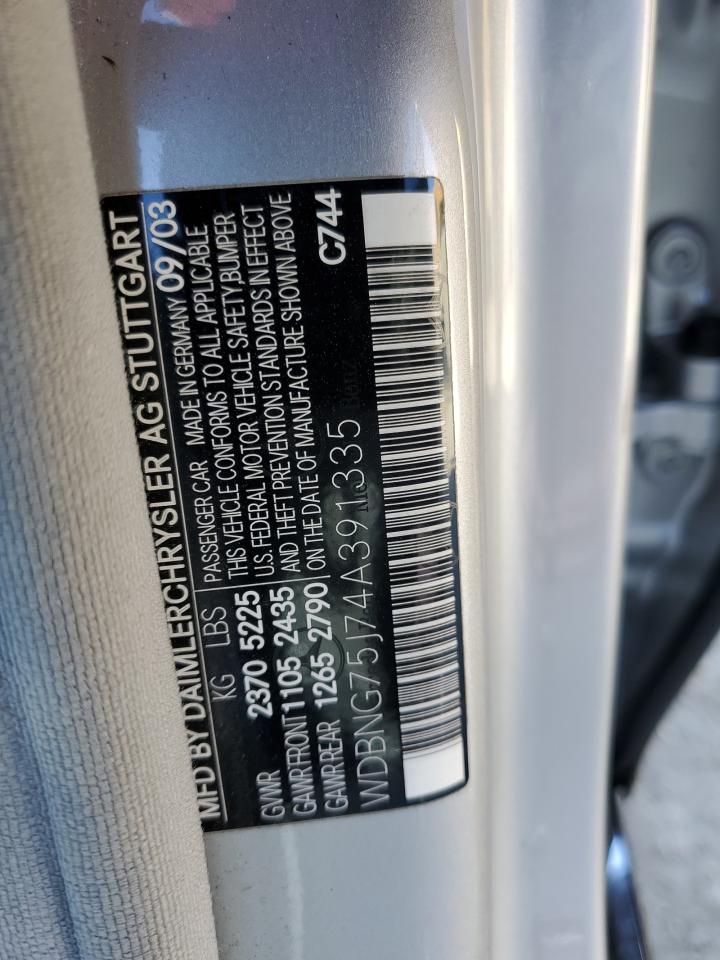 MFD BY DAIMLERCHRYSLER AG STUTTGART
KG LBS PASSENGER CAR MADE IN GERMANY 09/03
THIS VEHICLE CONFORMS TO ALL APPLICABLE
GVWR 2370 5225 U.S. FEDERAL MOTOR VEHICLE SAFETY,BUMPER
GAWR FRONT 1105 2435 AND THEFT PREVENTION STANDARDS IN EFFECT
GAWR REAR 1265 2790 ON THE DATE OF MANUFACTURE SHOWN ABOVE
C744
WDBNG75J74A391335